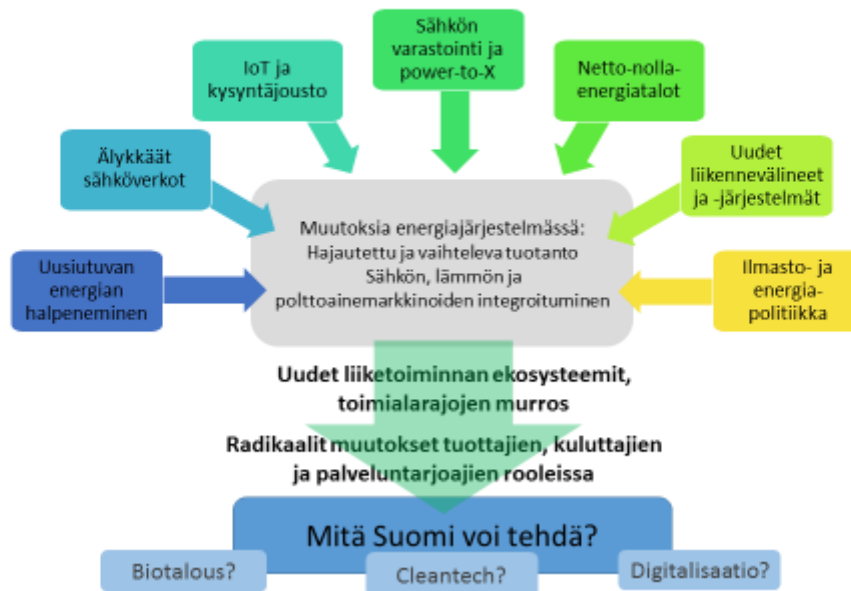 Sähkön
varastointi ja
power-to-X
IoT ja
kysyntäjousto
Netto-nolla-
energiatalot
Älykkäät
sähköverkot
Uudet
liikennevälineet
ja -järjestelmät
Uusiutuvan
energian
halpeneminen
Muutoksia energiajärjestelmässä:
Hajautettu ja vaihteleva tuotanto
Sähkön, lämmön ja
polttoainemarkkinoiden integroituminen
Ilmasto- ja
energia-
politiikka
Uudet liiketoiminnan ekosysteemit,
toimialarajojen murros
Radikaalit muutokset tuottajien, kuluttajien
ja palveluntarjoajien rooleissa
Mitä Suomi voi tehdä?
Biotalous?
Cleantech?
Digitalisaatio?